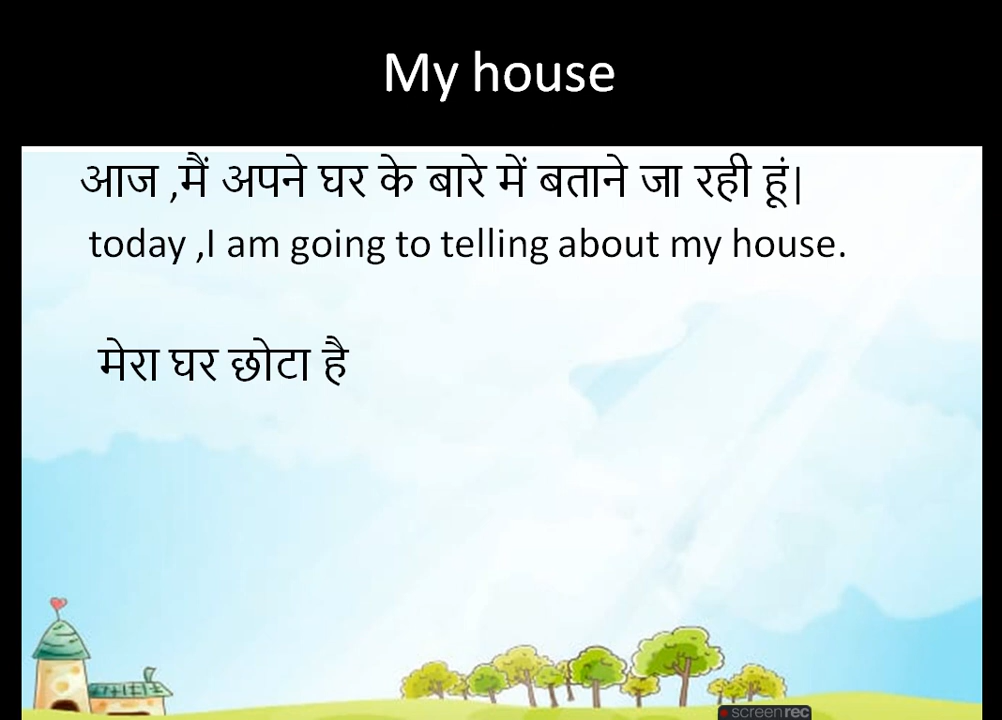 My house
आज ,मैं अपने घर के बारे में बताने जा रही हूं|
today ,I am going to telling about my house.
मेरा घर छोटा है
screenrec